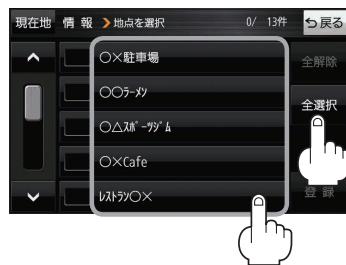 現在地 情報 ❯地点を選択 0/ 13件 戻る
全解除
○×駐車場
○○ラーメン
全選択
○△スポーツジム
○×Cafe
レストラン○×
登録